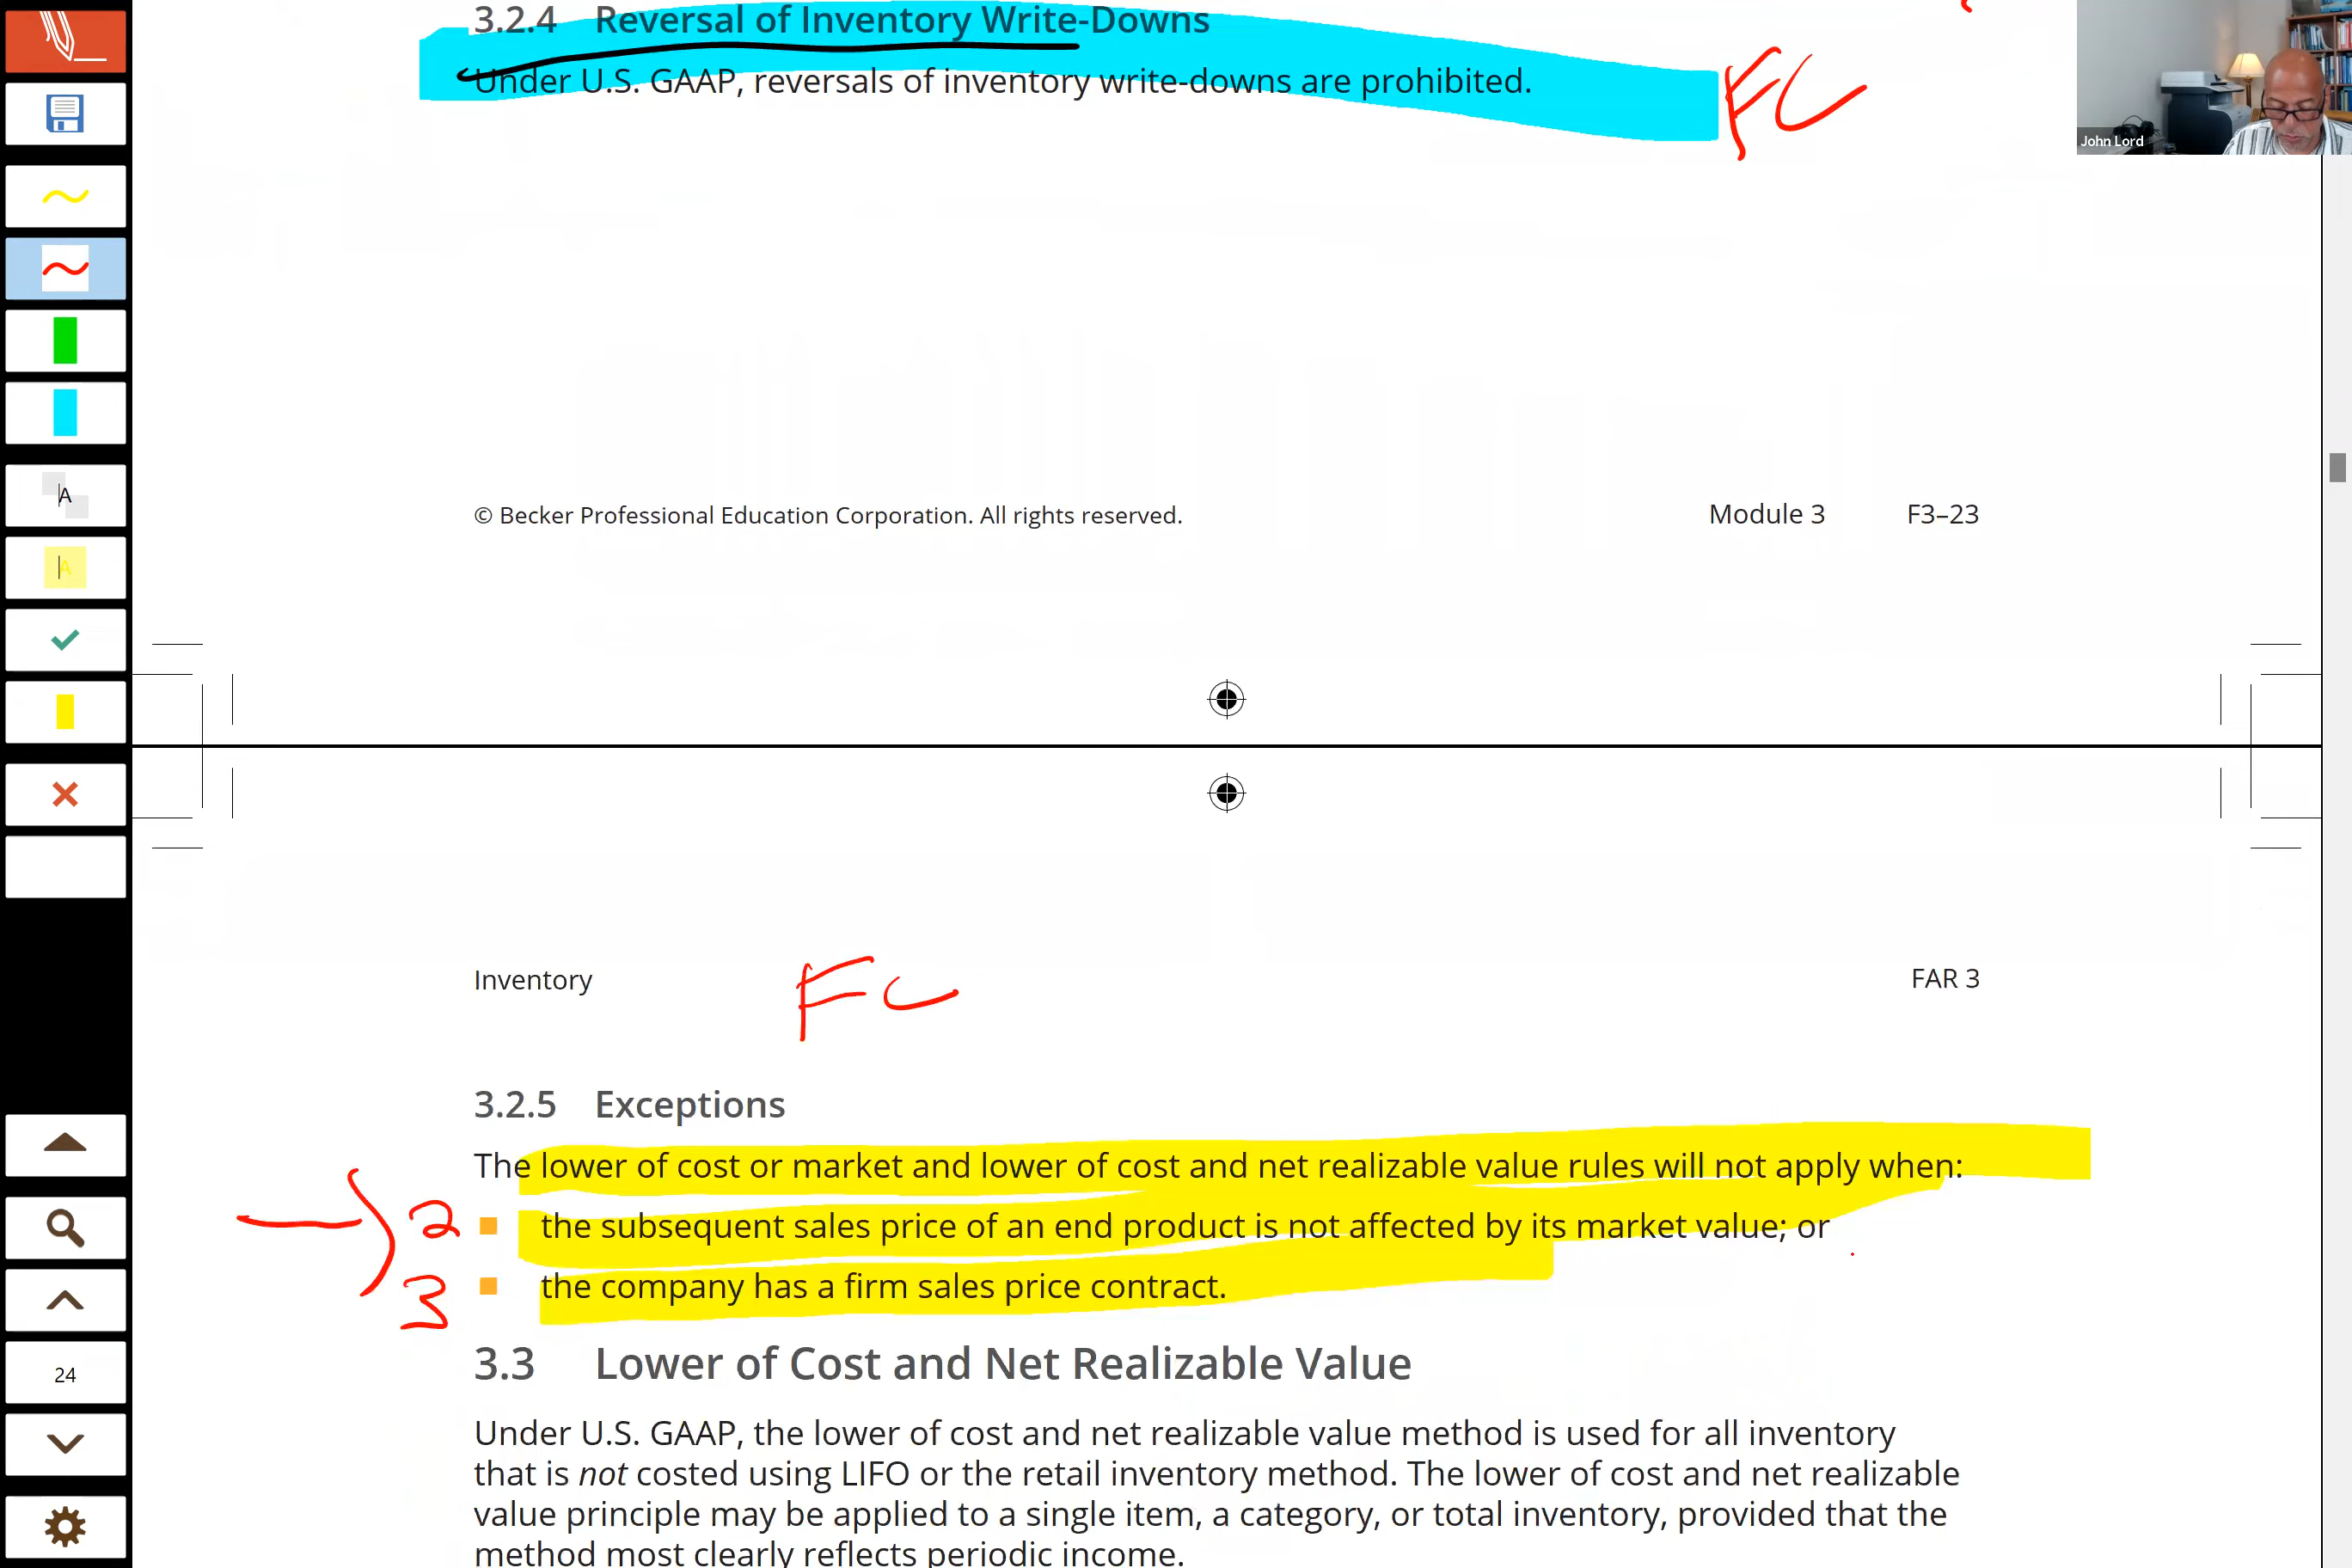 3.2.4 Reversal of Inventory Write-Downs
Under U.S. GAAP, reversals of inventory write-downs are prohibited.
FC
John Lord
A
A
© Becker Professional Education Corporation. All rights reserved.
Module 3 F3–23
Inventory
FC
FAR 3
3.2.5 Exceptions
The lower of cost or market and lower of cost and net realizable value rules will not apply when:
2 ■ the subsequent sales price of an end product is not affected by its market value; or
3 ■ the company has a firm sales price contract.
3.3 Lower of Cost and Net Realizable Value
24
Under U.S. GAAP, the lower of cost and net realizable value method is used for all inventory
that is not costed using LIFO or the retail inventory method. The lower of cost and net realizable
value principle may be applied to a single item, a category, or total inventory, provided that the
method most clearly reflects periodic income.